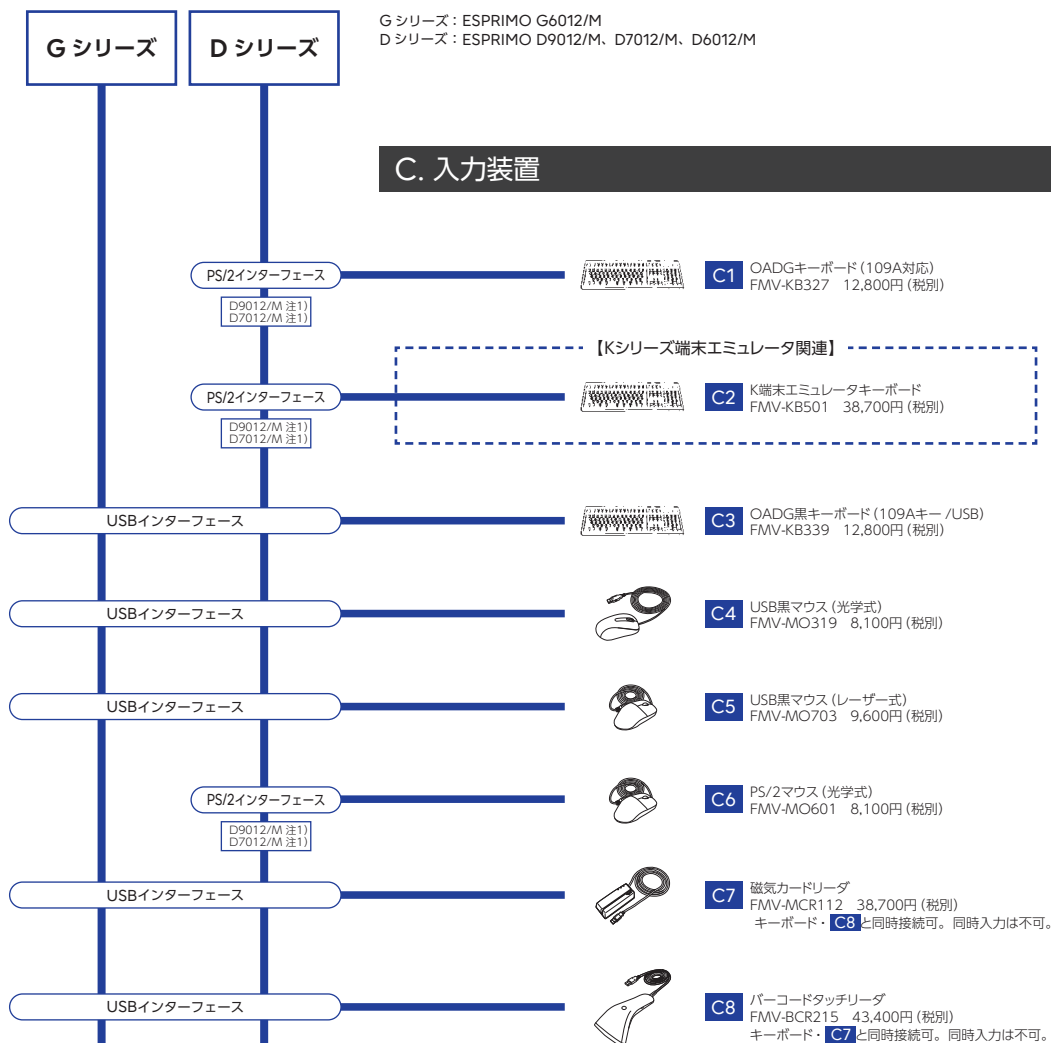 G シリーズ
D シリーズ
G シリーズ：ESPRIMO G6012/M
D シリーズ：ESPRIMO D9012/M、D7012/M、D6012/M
C. 入力装置
PS/2インターフェース
D9012/M 注1)
D7012/M 注1)
C1
OADGキーボード（109A対応）
FMV-KB327 12,800円（税別）
【Kシリーズ端末エミュレータ関連】
PS/2インターフェース
D9012/M 注1)
D7012/M 注1)
C2
K端末エミュレータキーボード
FMV-KB501 38,700円（税別）
USBインターフェース
C3
OADG黒キーボード（109Aキー /USB）
FMV-KB339 12,800円（税別）
USBインターフェース
C4
USB黒マウス（光学式）
FMV-MO319 8,100円（税別）
USBインターフェース
C5
USB黒マウス（レーザー式）
FMV-MO703 9,600円（税別）
PS/2インターフェース
D9012/M 注1)
D7012/M 注1)
C6
PS/2マウス（光学式）
FMV-MO601 8,100円（税別）
USBインターフェース
C7
磁気カードリーダ
FMV-MCR112 38,700円（税別）
キーボード・ C8 と同時接続可。同時入力は不可。
USBインターフェース
C8
バーコードタッチリーダ
FMV-BCR215 43,400円（税別）
キーボード・ C7 と同時接続可。同時入力は不可。